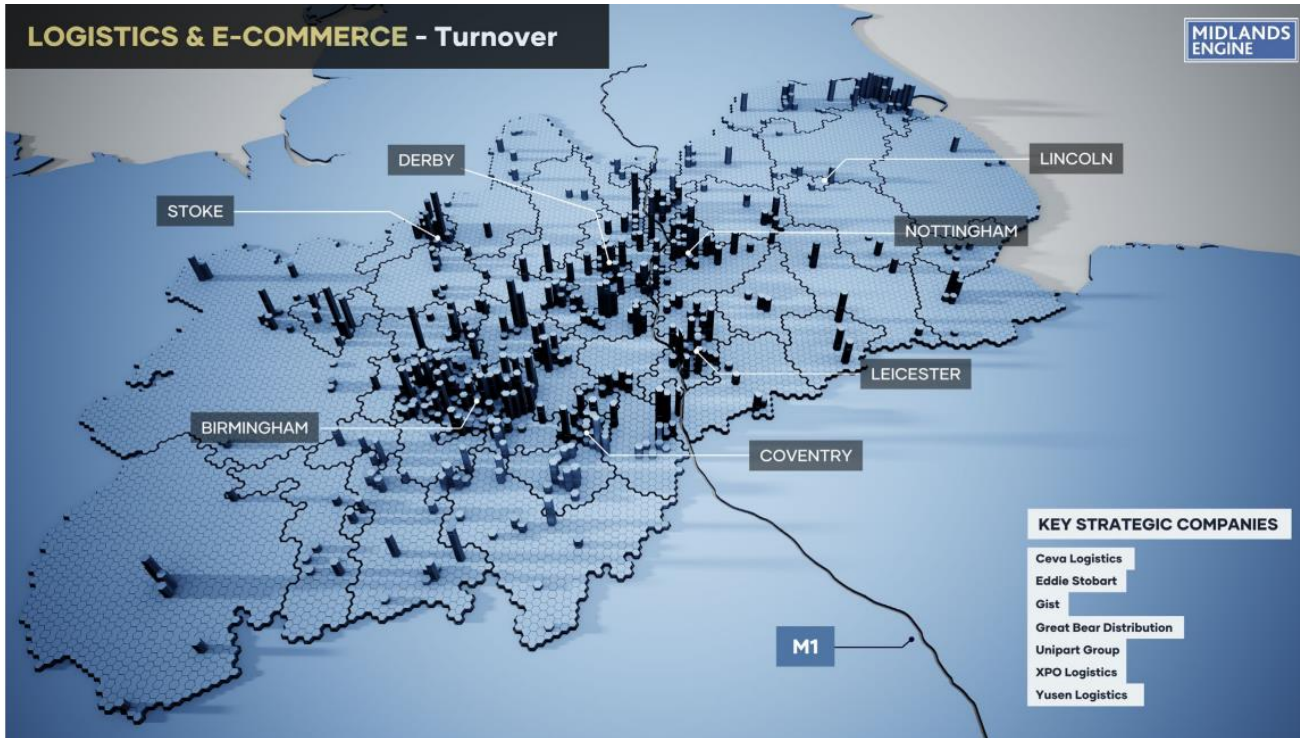 LOGISTICS & E-COMMERCE - Turnover
MIDLANDS
ENGINE
DERBY
LINCOLN
STOKE
NOTTINGHAM
LEICESTER
BIRMINGHAM
COVENTRY
M1
KEY STRATEGIC COMPANIES
Ceva Logistics
Eddie Stobart
Gist
Great Bear Distribution
Unipart Group
XPO Logistics
Yusen Logistics